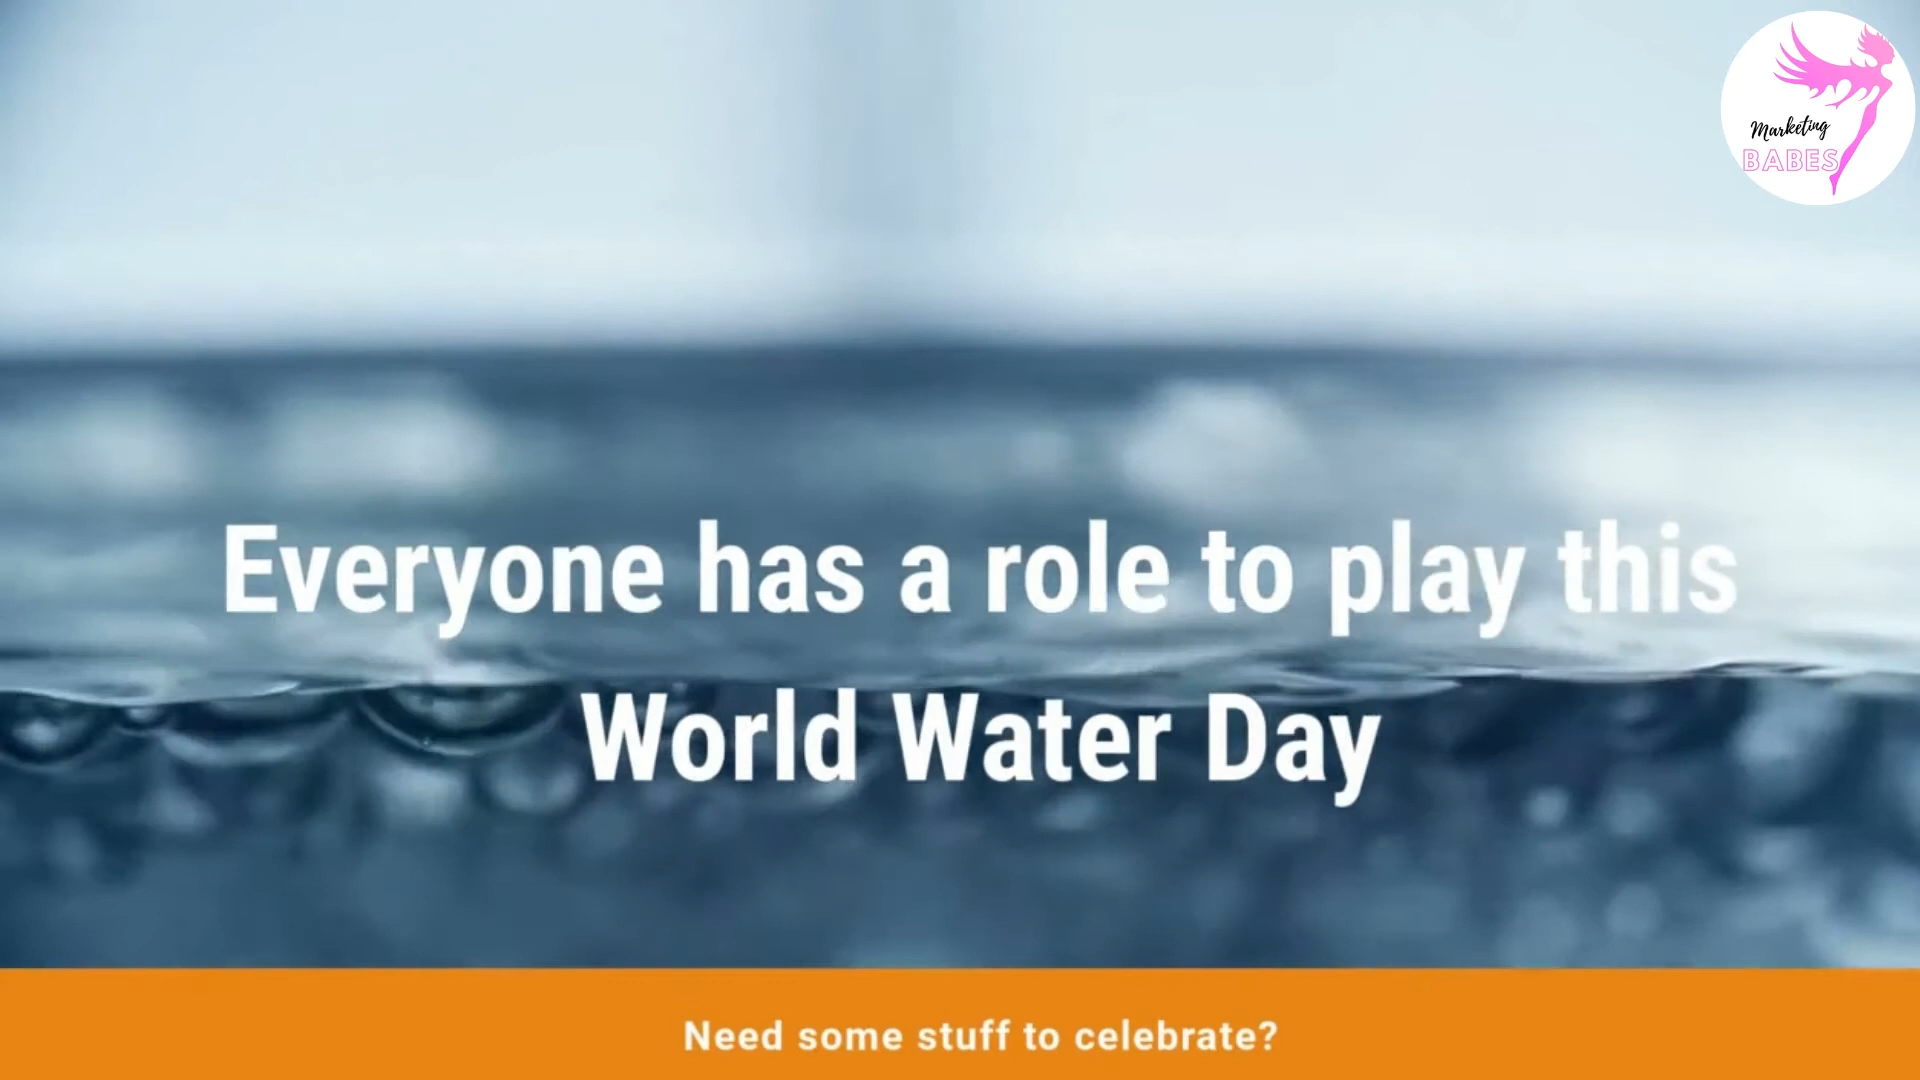 Marketing
BABES
Everyone has a role to play this
World Water Day
Need some stuff to celebrate?